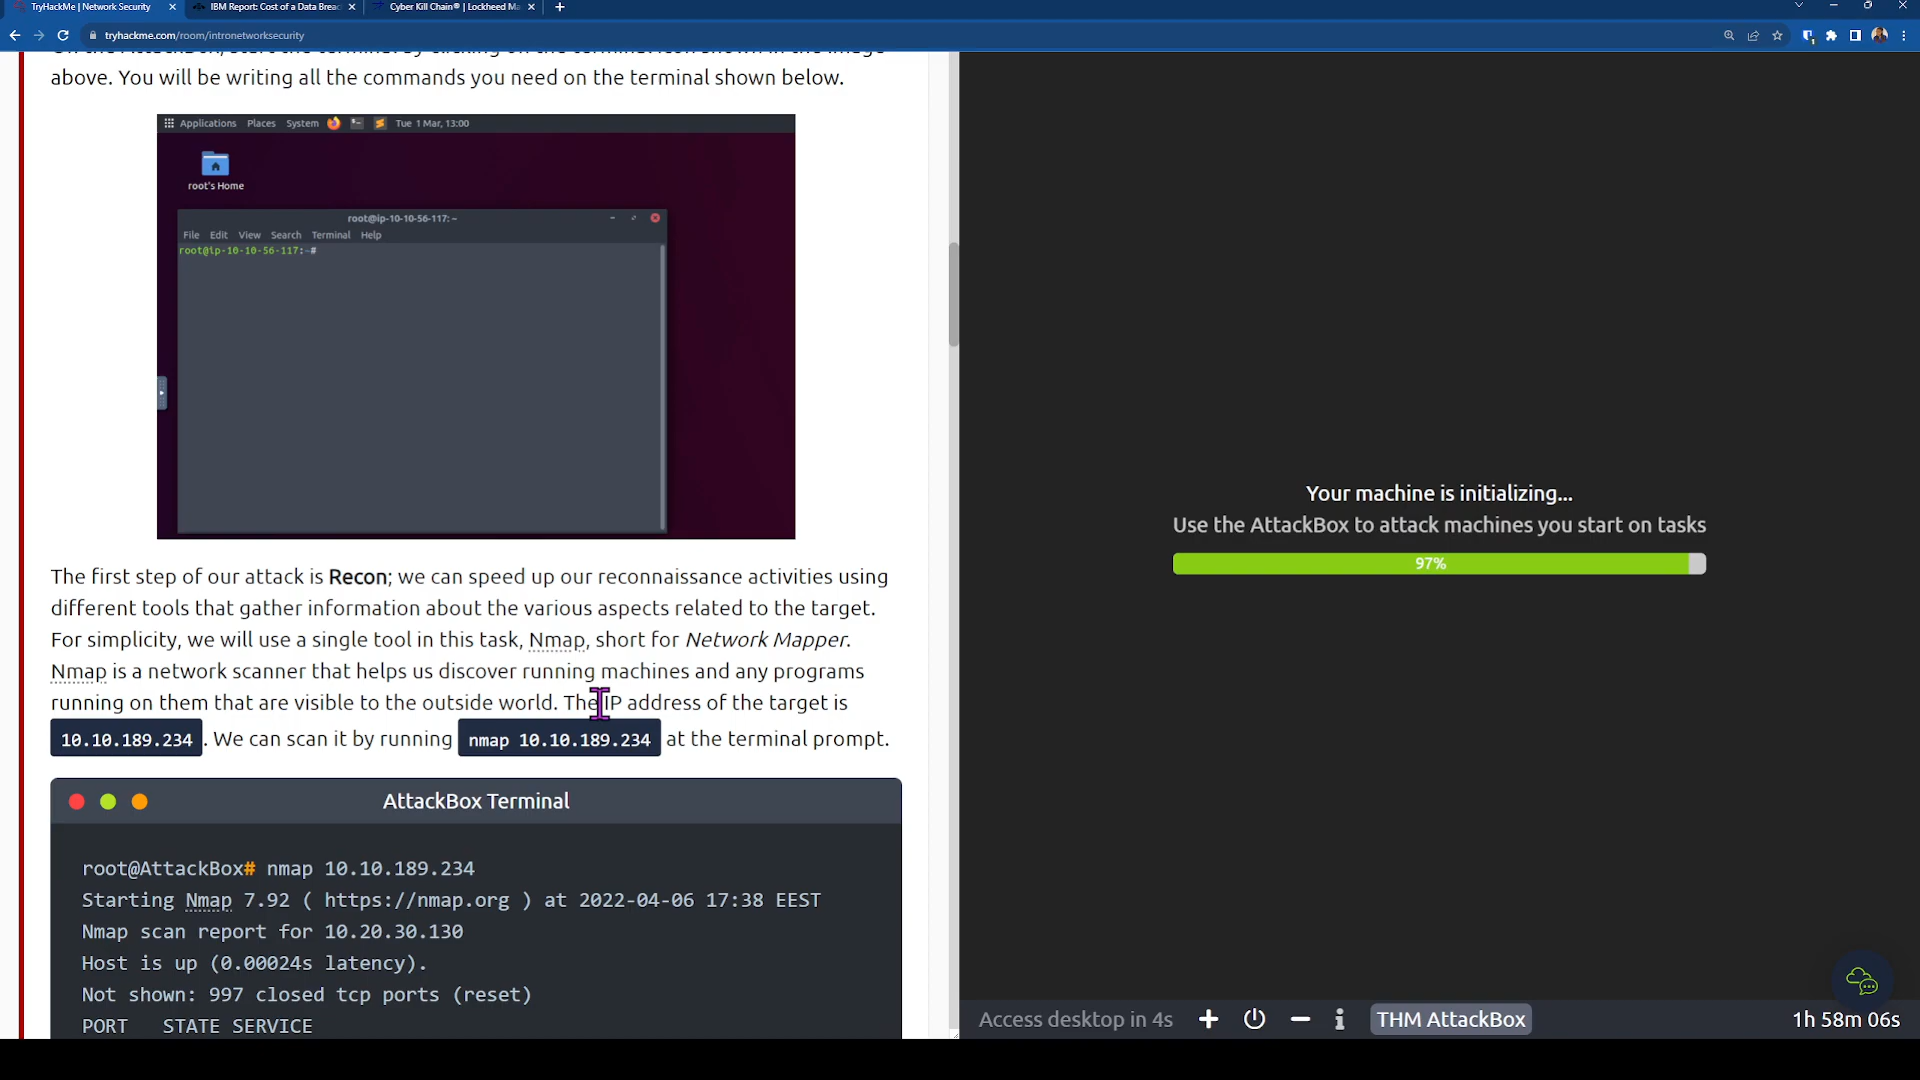 TryHackMe | Network Security
IBM Report: Cost of a Data Breac
Cyber Kill Chain® | Lockheed Ma
tryhackme.com/room/intronetworksecurity
above. You will be writing all the commands you need on the terminal shown below.
Applications Places System Tue 1 Mar, 13:00
root's Home
root@ip-10-10-56-117: ~
File Edit View Search Terminal Help
root@ip-10-10-56-117:~#
The first step of our attack is Recon; we can speed up our reconnaissance activities using
different tools that gather information about the various aspects related to the target.
For simplicity, we will use a single tool in this task, Nmap, short for Network Mapper.
Nmap is a network scanner that helps us discover running machines and any programs
running on them that are visible to the outside world. The IP address of the target is
10.10.189.234. We can scan it by running nmap 10.10.189.234 at the terminal prompt.
AttackBox Terminal
root@AttackBox# nmap 10.10.189.234
Starting Nmap 7.92 ( https://nmap.org ) at 2022-04-06 17:38 EEST
Nmap scan report for 10.20.30.130
Host is up (0.00024s latency).
Not shown: 997 closed tcp ports (reset)
PORT STATE SERVICE
Your machine is initializing...
Use the AttackBox to attack machines you start on tasks
97%
Access desktop in 4s
THM AttackBox
1h 58m 06s